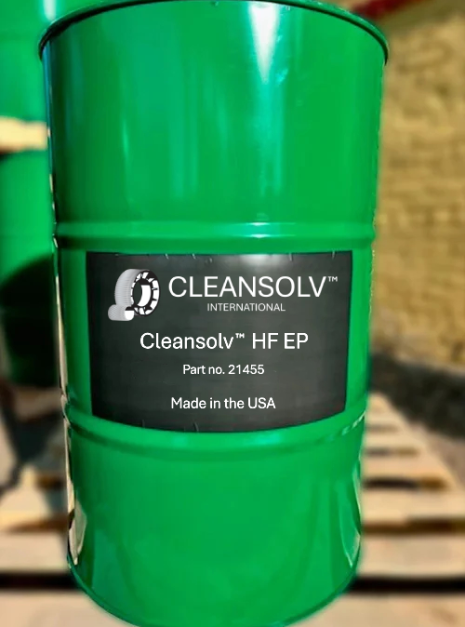 CLEANSOLV™
INTERNATIONAL
Cleansolv™ HF EP
Part no. 21455
Made in the USA